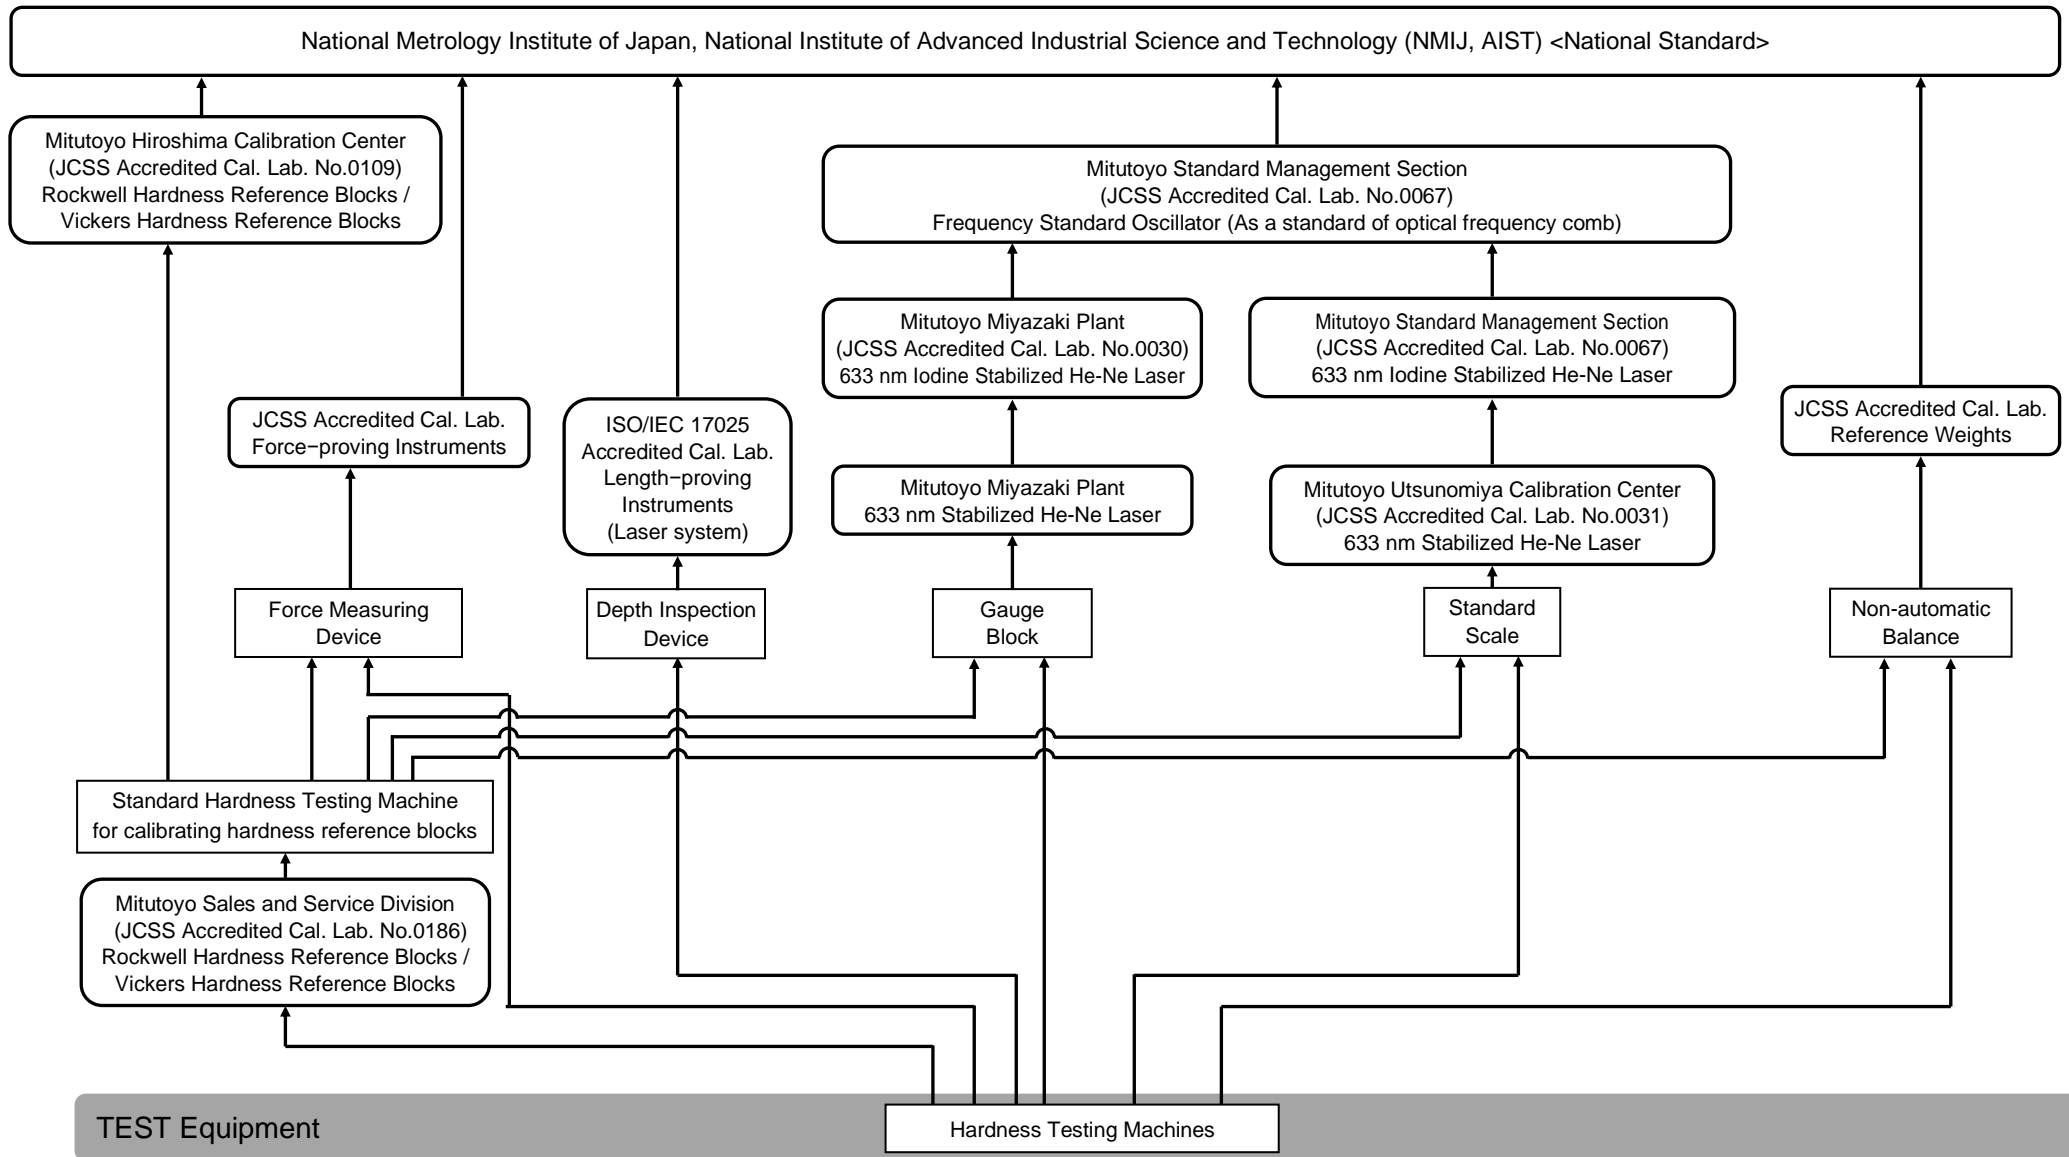 National Metrology Institute of Japan, National Institute of Advanced Industrial Science and Technology (NMIJ, AIST) <National Standard>
Mitutoyo Hiroshima Calibration Center
(JCSS Accredited Cal. Lab. No.0109)
Rockwell Hardness Reference Blocks /
Vickers Hardness Reference Blocks
Mitutoyo Standard Management Section
(JCSS Accredited Cal. Lab. No.0067)
Frequency Standard Oscillator (As a standard of optical frequency comb)
Mitutoyo Miyazaki Plant
(JCSS Accredited Cal. Lab. No.0030)
633 nm Iodine Stabilized He-Ne Laser
Mitutoyo Standard Management Section
(JCSS Accredited Cal. Lab. No.0067)
633 nm Iodine Stabilized He-Ne Laser
JCSS Accredited Cal. Lab.
Force−proving Instruments
ISO/IEC 17025
Accredited Cal. Lab.
Length−proving
Instruments
(Laser system)
JCSS Accredited Cal. Lab.
Reference Weights
Mitutoyo Miyazaki Plant
633 nm Stabilized He-Ne Laser
Mitutoyo Utsunomiya Calibration Center
(JCSS Accredited Cal. Lab. No.0031)
633 nm Stabilized He-Ne Laser
Force Measuring
Device
Depth Inspection
Device
Gauge
Block
Standard
Scale
Non-automatic
Balance
Standard Hardness Testing Machine
for calibrating hardness reference blocks
Mitutoyo Sales and Service Division
(JCSS Accredited Cal. Lab. No.0186)
Rockwell Hardness Reference Blocks /
Vickers Hardness Reference Blocks
TEST Equipment
Hardness Testing Machines